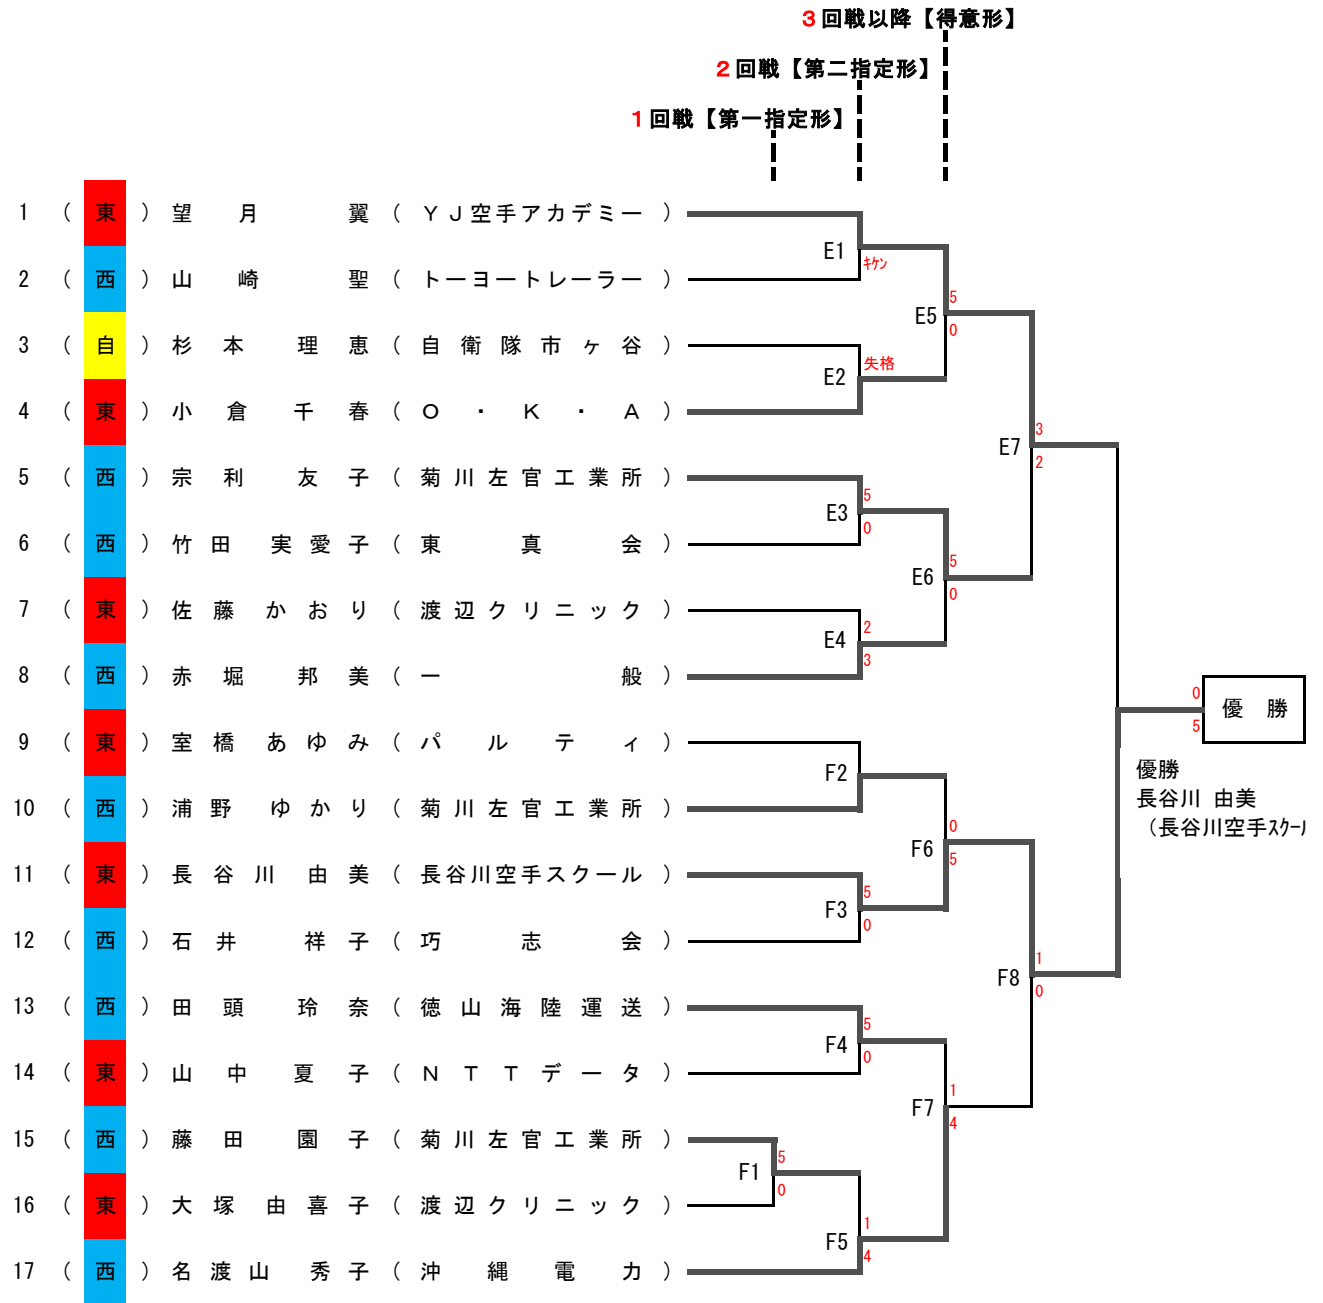 3回戦以降【得意形】
2回戦【第二指定形】
1回戦【第一指定形】
1 （ 東 ） 望月 翼 （ ＹＪ空手アカデミー ）
E1
キケン
2 （ 西 ） 山崎 聖 （ トーヨートレーラー ）
5
E5
0
3 （ 自 ） 杉本 理恵 （ 自衛隊市ヶ谷 ）
失格
E2
4 （ 東 ） 小倉 千春 （ Ｏ・Ｋ・Ａ ）
3
E7
2
5 （ 西 ） 宗利 友子 （ 菊川左官工業所 ）
5
E3
0
6 （ 西 ） 竹田 実愛子 （ 東真会 ）
5
E6
0
7 （ 東 ） 佐藤 かおり （ 渡辺クリニック ）
2
E4
3
8 （ 西 ） 赤堀 邦美 （ 一般 ）
0
優 勝
5
9 （ 東 ） 室橋 あゆみ （ パルティ ）
F2
優勝
長谷川 由美
（長谷川空手ｽｸｰﾙ
10 （ 西 ） 浦野 ゆかり （ 菊川左官工業所 ）
0
F6
5
11 （ 東 ） 長谷川 由美 （ 長谷川空手スクール ）
5
F3
0
12 （ 西 ） 石井 祥子 （ 巧志会 ）
1
F8
0
13 （ 西 ） 田頭 玲奈 （ 徳山海陸運送 ）
5
F4
0
14 （ 東 ） 山中 夏子 （ ＮＴＴデータ ）
1
F7
4
15 （ 西 ） 藤田 園子 （ 菊川左官工業所 ）
5
F1
0
16 （ 東 ） 大塚 由喜子 （ 渡辺クリニック ）
1
F5
4
17 （ 西 ） 名渡山 秀子 （ 沖縄電力 ）